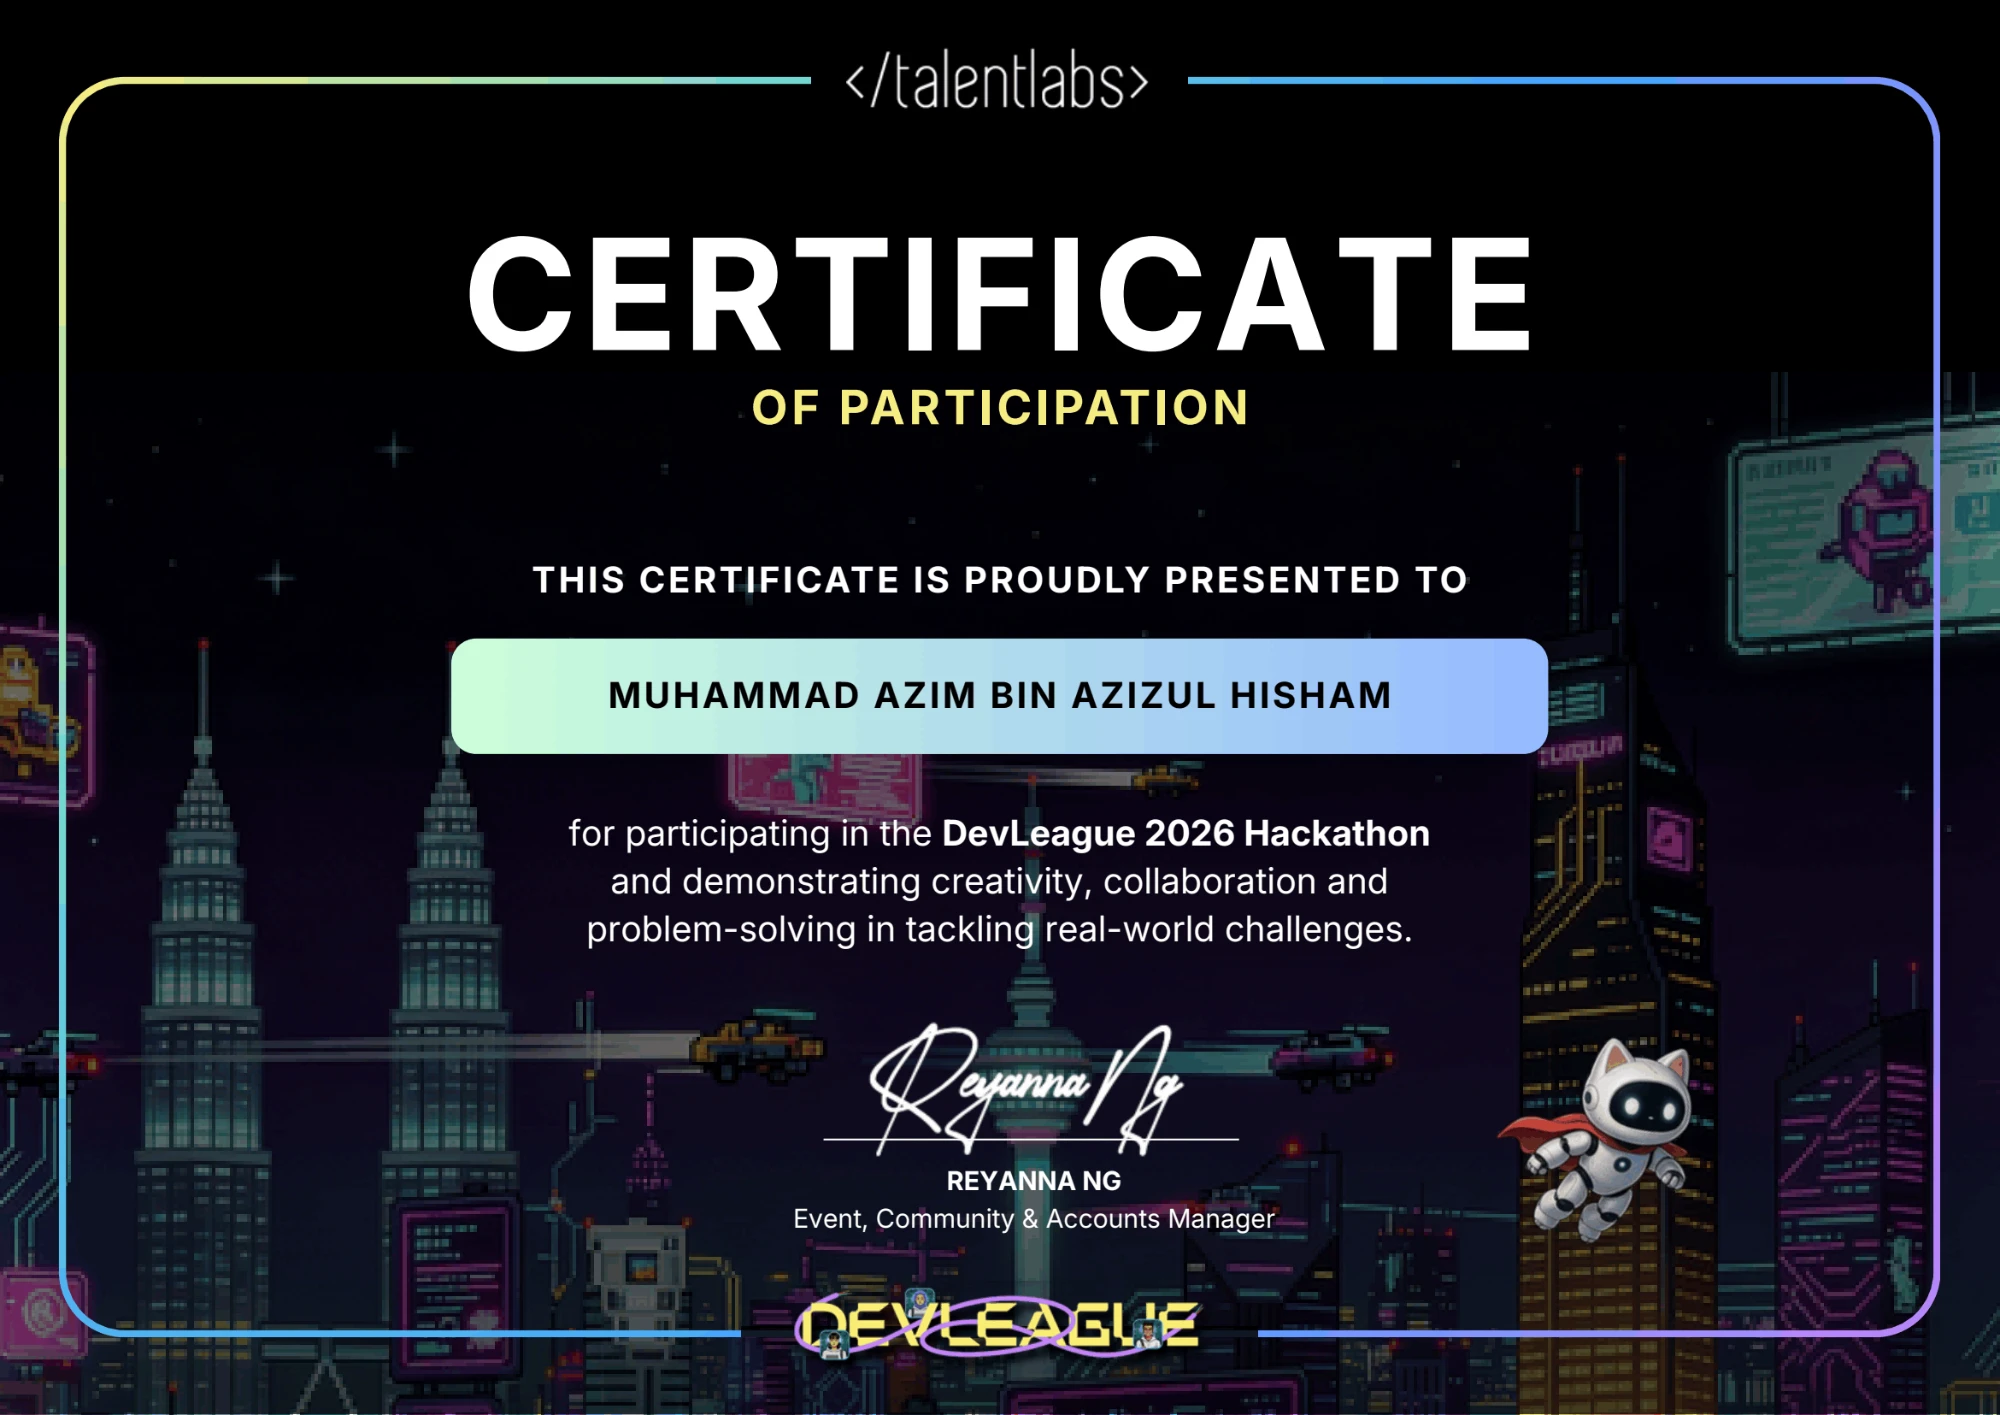 </talentlabs>
CERTIFICATE
OF PARTICIPATION
THIS CERTIFICATE IS PROUDLY PRESENTED TO
MUHAMMAD AZIM BIN AZIZUL HISHAM
for participating in the DevLeague 2026 Hackathon
and demonstrating creativity, collaboration and
problem-solving in tackling real-world challenges.
Reyanna Ng
REYANNA NG
Event, Community & Accounts Manager
DEVLEAGUE